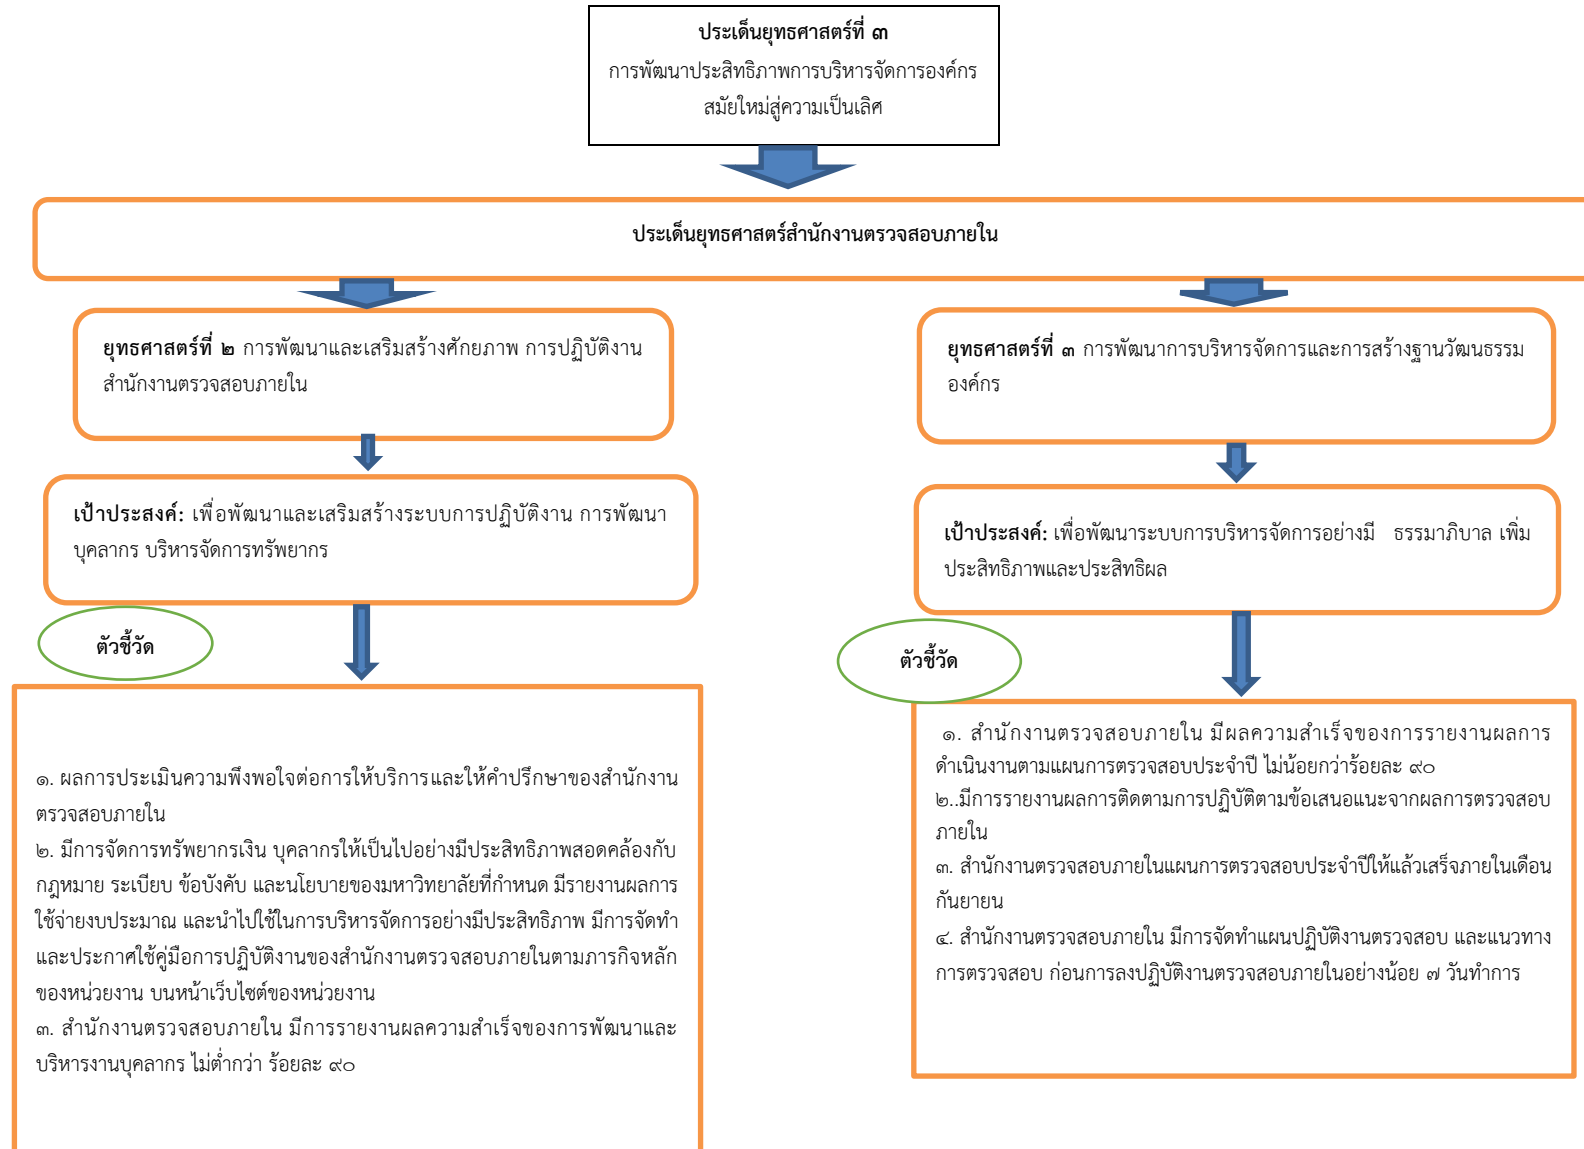 ประเด็นยุทธศาสตร์ที่ ๓
การพัฒนาประสิทธิภาพการบริหารจัดการองค์กร
สมัยใหม่สู่ความเป็นเลิศ
ประเด็นยุทธศาสตร์สำนักงานตรวจสอบภายใน
ยุทธศาสตร์ที่ ๒ การพัฒนาและเสริมสร้างศักยภาพ การปฏิบัติงาน
สำนักงานตรวจสอบภายใน
เป้าประสงค์: เพื่อพัฒนาและเสริมสร้างระบบการปฏิบัติงาน การพัฒนา
บุคลากร บริหารจัดการทรัพยากร
ตัวชี้วัด
๑. ผลการประเมินความพึงพอใจต่อการให้บริการและให้คำปรึกษาของสำนักงาน
ตรวจสอบภายใน
๒. มีการจัดการทรัพยากรเงิน บุคลากรให้เป็นไปอย่างมีประสิทธิภาพสอดคล้องกับ
กฎหมาย ระเบียบ ข้อบังคับ และนโยบายของมหาวิทยาลัยที่กำหนด มีรายงานผลการ
ใช้จ่ายงบประมาณ และนำไปใช้ในการบริหารจัดการอย่างมีประสิทธิภาพ มีการจัดทำ
และประกาศใช้คู่มือการปฏิบัติงานของสำนักงานตรวจสอบภายในตามภารกิจหลัก
ของหน่วยงาน บนหน้าเว็บไซต์ของหน่วยงาน
๓. สำนักงานตรวจสอบภายใน มีการรายงานผลความสำเร็จของการพัฒนาและ
บริหารงานบุคลากร ไม่ต่ำกว่า ร้อยละ ๙๐
ยุทธศาสตร์ที่ ๓ การพัฒนาการบริหารจัดการและการสร้างฐานวัฒนธรรม
องค์กร
เป้าประสงค์: เพื่อพัฒนาระบบการบริหารจัดการอย่างมี ธรรมาภิบาล เพิ่ม
ประสิทธิภาพและประสิทธิผล
ตัวชี้วัด
๑. สำนักงานตรวจสอบภายใน มีผลความสำเร็จของการรายงานผลการ
ดำเนินงานตามแผนการตรวจสอบประจำปี ไม่น้อยกว่าร้อยละ ๙๐
๒..มีการรายงานผลการติดตามการปฏิบัติตามข้อเสนอแนะจากผลการตรวจสอบ
ภายใน
๓. สำนักงานตรวจสอบภายในแผนการตรวจสอบประจำปีให้แล้วเสร็จภายในเดือน
กันยายน
๔. สำนักงานตรวจสอบภายใน มีการจัดทำแผนปฏิบัติงานตรวจสอบ และแนวทาง
การตรวจสอบ ก่อนการลงปฏิบัติงานตรวจสอบภายในอย่างน้อย ๗ วันทำการ